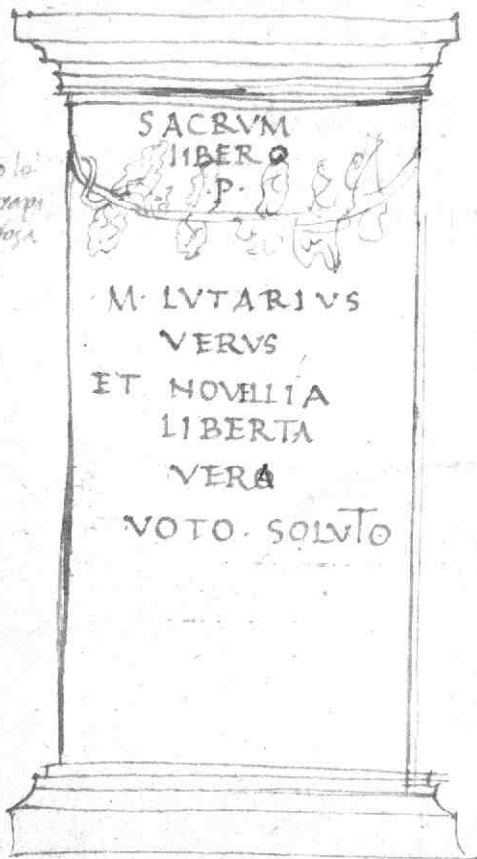 SACRVM
LIBERO
·P·
M· LVTARIVS
VERVS
ET NOVELLIA
LIBERTA
VERA
VOTO· SOLVTO